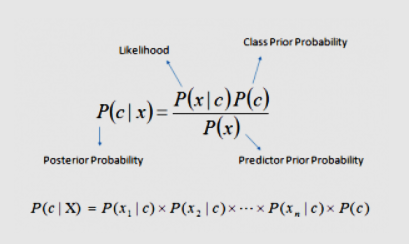 Likelihood
Class Prior Probability
P(c | x) = P(x | c)P(c) / P(x)
Posterior Probability
Predictor Prior Probability
P(c | X) = P(x₁ | c) × P(x₂ | c) × ··· × P(xₙ | c) × P(c)